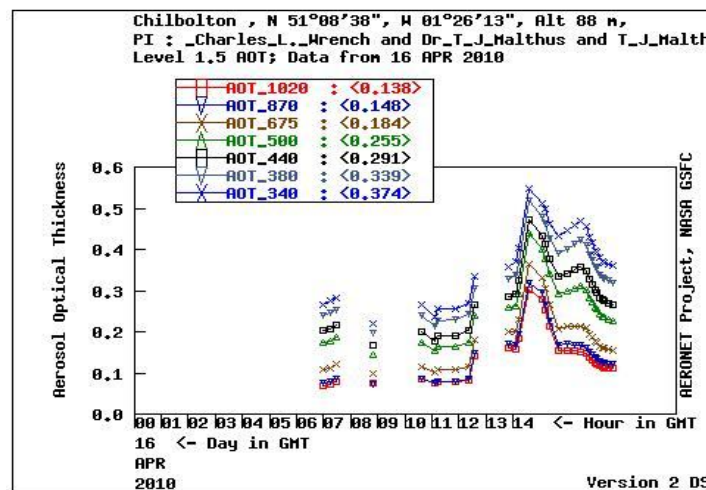 Chilbolton , N 51°08'38", W 01°26'13", Alt 88 m,
PI : _Charles_L._Wrench and Dr_T_J_Malthus and T_J_Malth
Level 1.5 AOT; Data from 16 APR 2010
AOT_1020 : <0.138>
AOT_870 : <0.148>
AOT_675 : <0.184>
AOT_500 : <0.255>
AOT_440 : <0.291>
AOT_380 : <0.339>
AOT_340 : <0.374>
Aerosol Optical Thickness
0.6
0.5
0.4
0.3
0.2
0.1
0.0
AERONET Project, NASA GSFC
00 01 02 03 04 05 06 07 08 09 10 11 12 13 14 <- Hour in GMT
16 <- Day in GMT
APR
2010
Version 2 DS